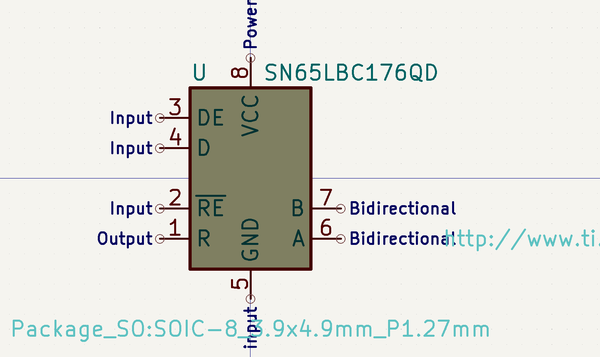 Power
U SN65LBC176QD
8
VCC
Input 3 DE
Input 4 D
Input 2 RE B 7 Bidirectional
Output 1 R A 6 Bidirectional
http://www.ti.
GND
5
input
Package_SO:SOIC-8_3.9x4.9mm_P1.27mm